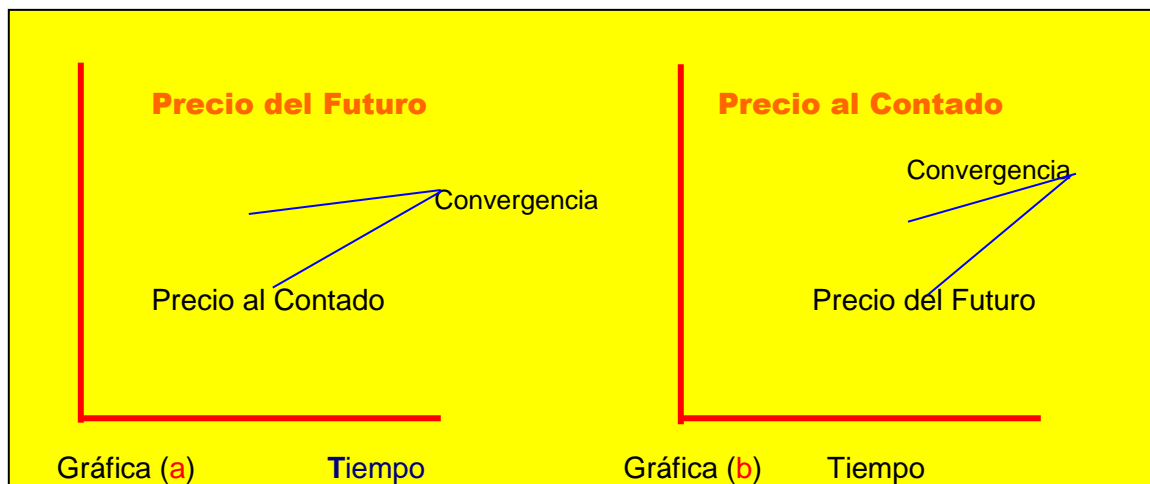 Precio del Futuro
Convergencia
Precio al Contado
Gráfica (a) Tiempo
Precio al Contado
Convergencia
Precio del Futuro
Gráfica (b) Tiempo